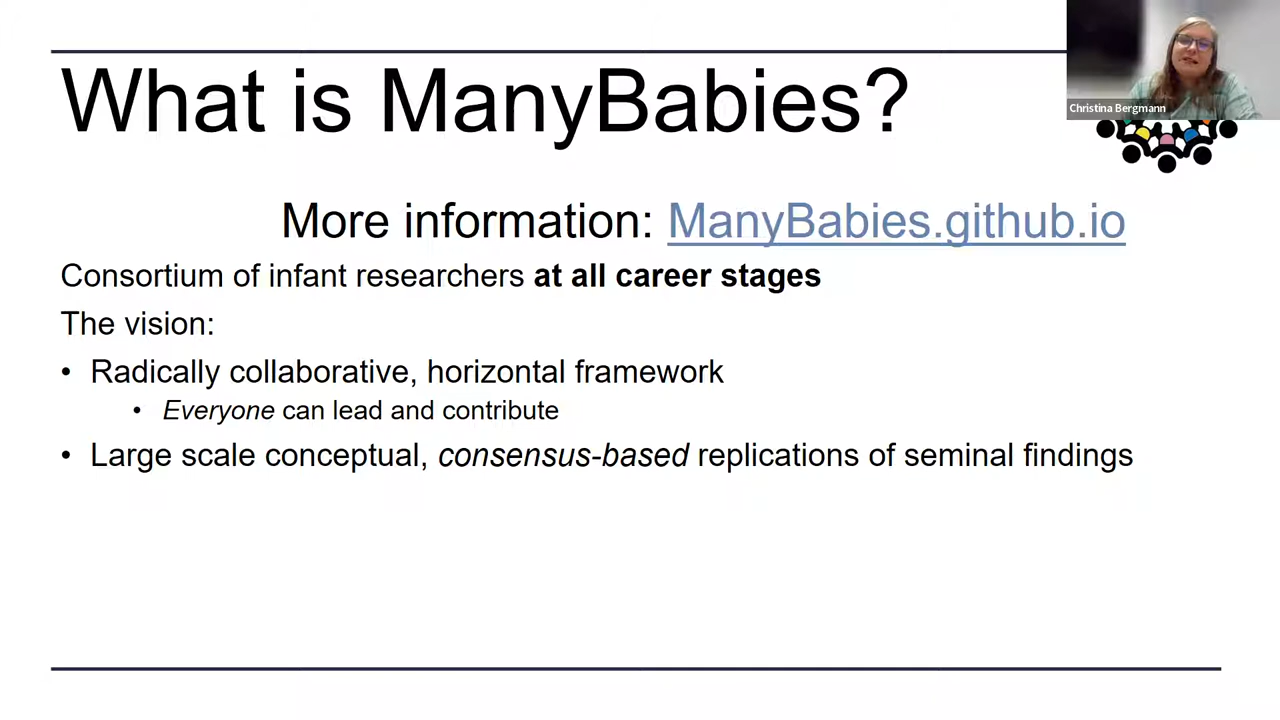 What is ManyBabies?
Christina Bergmann
More information: ManyBabies.github.io
Consortium of infant researchers at all career stages
The vision:
• Radically collaborative, horizontal framework
• Everyone can lead and contribute
• Large scale conceptual, consensus-based replications of seminal findings